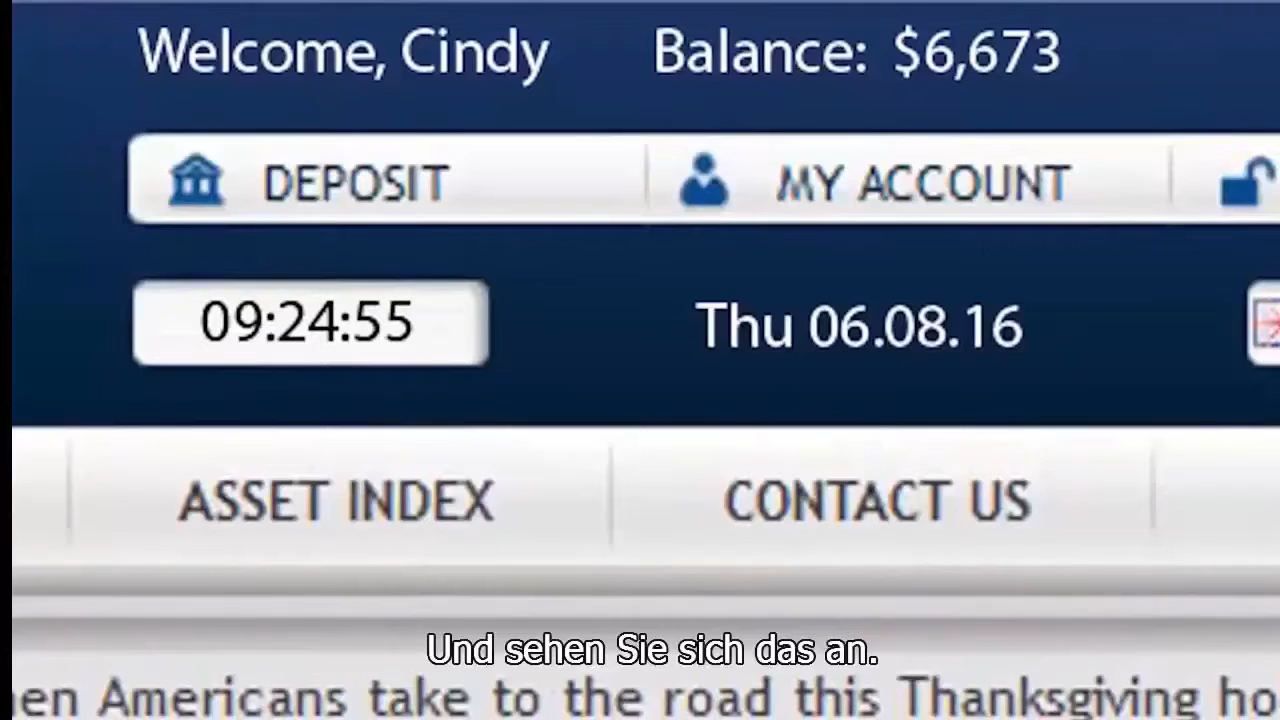 Welcome, Cindy Balance: $6,673
DEPOSIT MY ACCOUNT
09:24:55 Thu 06.08.16
ASSET INDEX CONTACT US
Und sehen Sie sich das an.
Americans take to the road this Thanksgiving